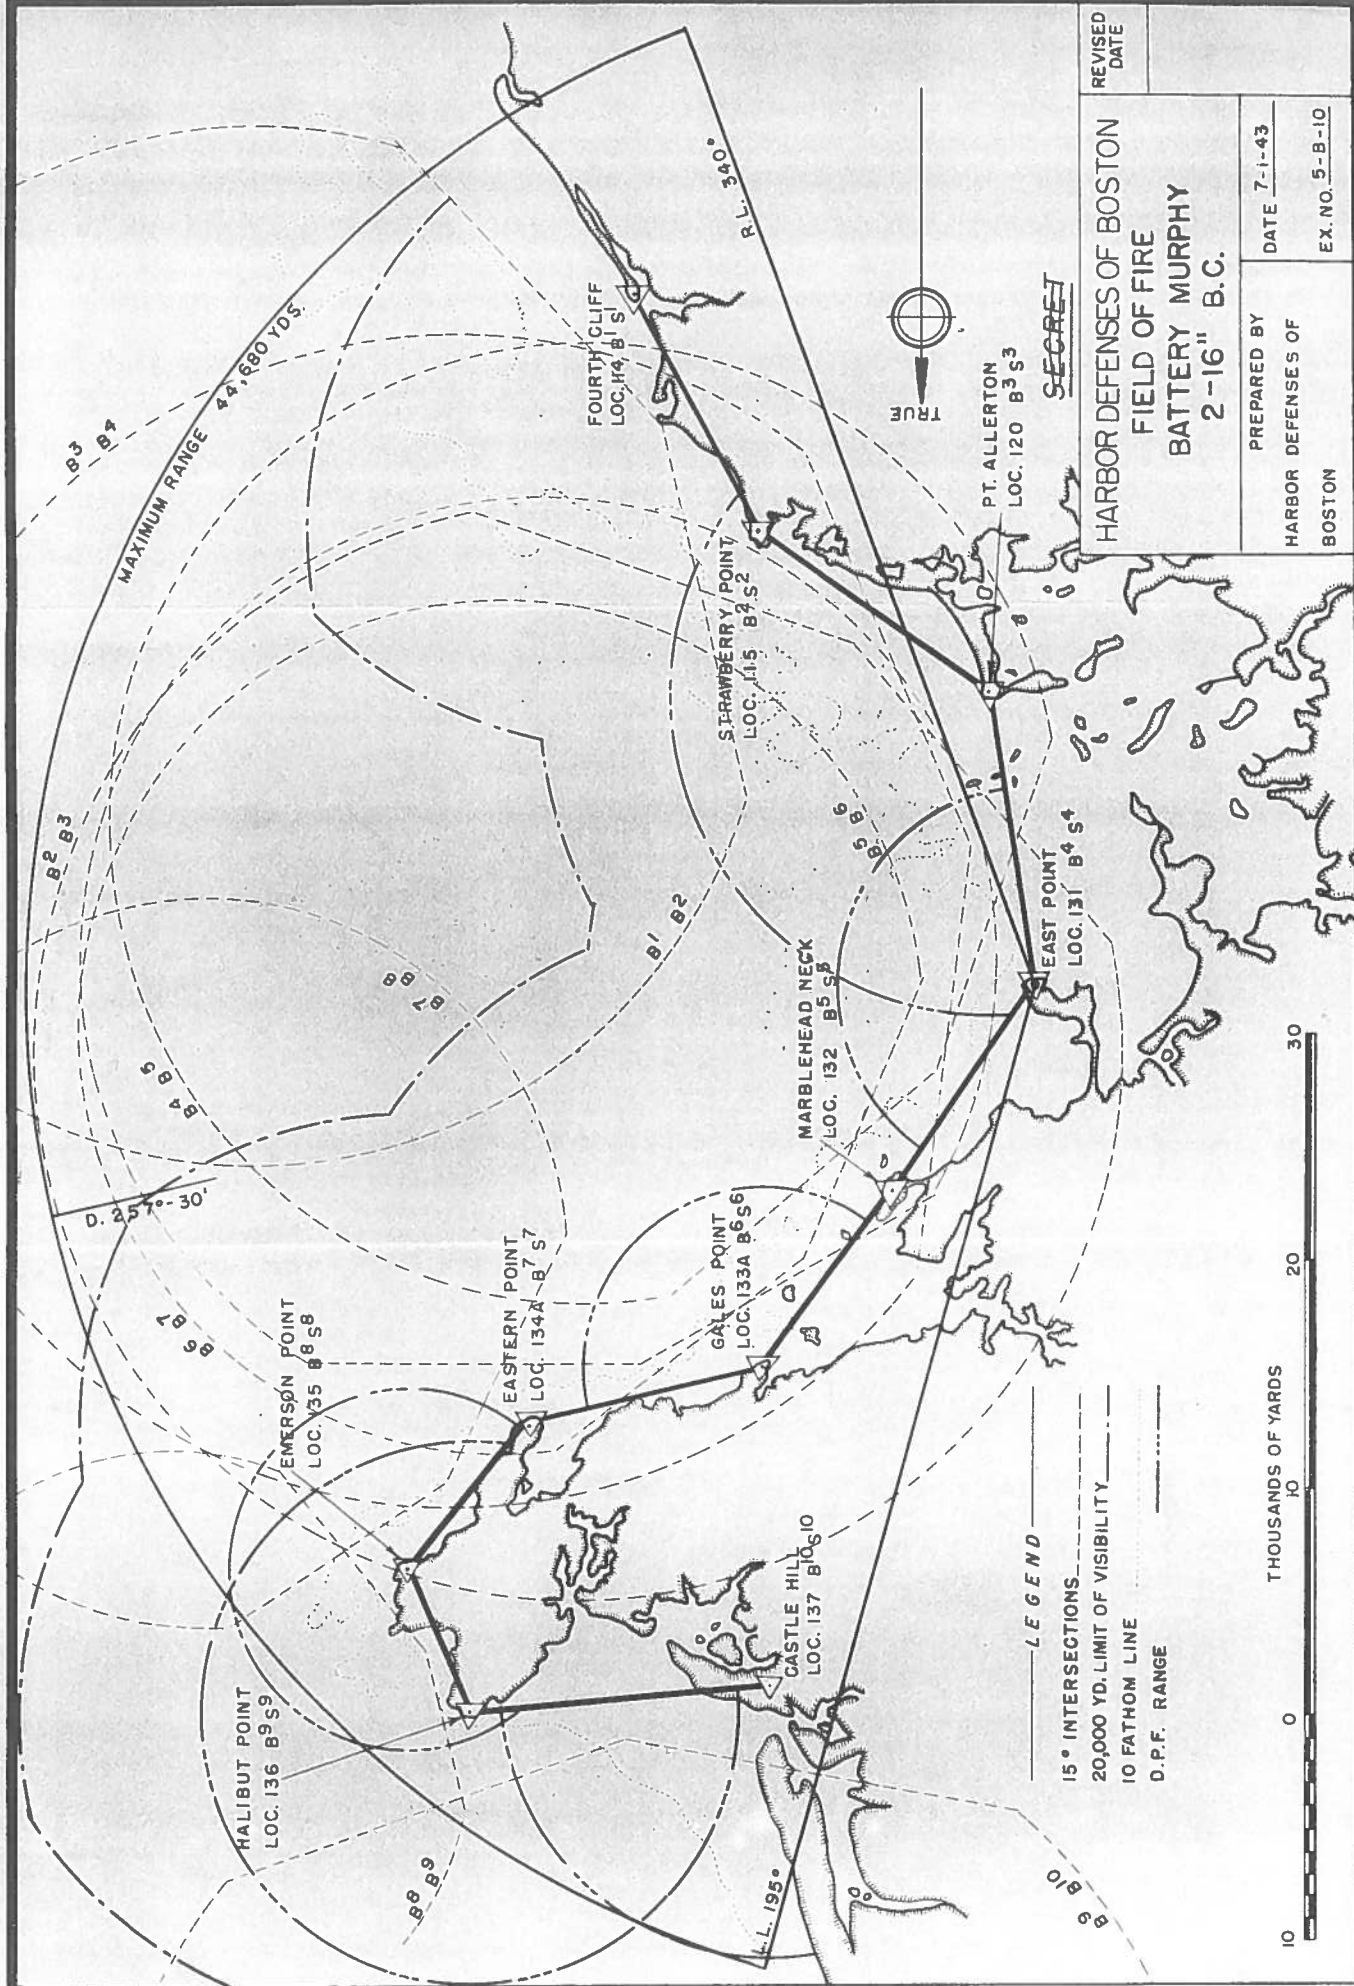 HARBOR DEFENSES OF BOSTON
FIELD OF FIRE
BATTERY MURPHY
2-16" B.C.
PREPARED BY
HARBOR DEFENSES OF
BOSTON
DATE 7-1-43
EX. NO. 5-B-10
REVISED
DATE
SECRET
TRUE
MAXIMUM RANGE 44,680 YDS.
R.L. 340°
L.L. 195°
D. 257°-30'
FOURTH CLIFF
LOC. H4 B¹ S¹
STRAWBERRY POINT
LOC. 115 B² S²
PT. ALLERTON
LOC. 120 B³ S³
EAST POINT
LOC. 131 B⁴ S⁴
MARBLEHEAD NECK
LOC. 132 B⁵ S⁵
GALES POINT
LOC. 133A B⁶ S⁶
EASTERN POINT
LOC. 134A B⁷ S⁷
EMERSON POINT
LOC. 135 B⁸ S⁸
HALIBUT POINT
LOC. 136 B⁹ S⁹
CASTLE HILL
LOC. 137 B¹⁰ S¹⁰
B³ B⁴
B² B³
B¹ B²
B5 B6
B7 B8
B4 B5
B6 B7
B⁸ B⁹
B9 B10
LEGEND
15° INTERSECTIONS
20,000 YD. LIMIT OF VISIBILITY
10 FATHOM LINE
D.P.F. RANGE
THOUSANDS OF YARDS
10 0 10 20 30